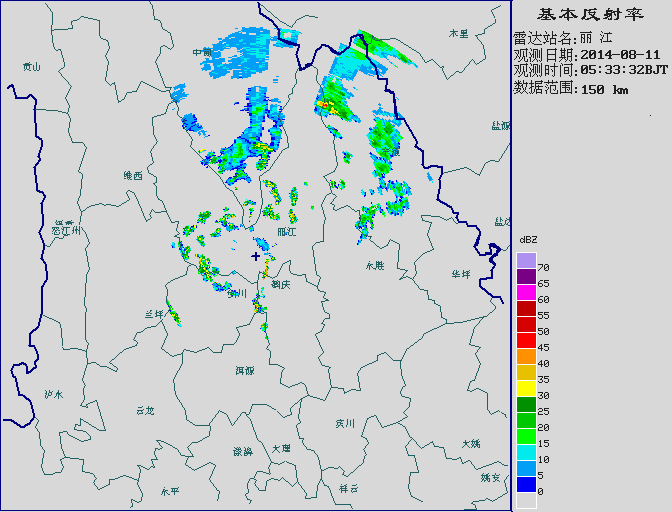 基本反射率
雷达站名:丽 江
观测日期:2014-08-11
观测时间:05:33:32BJT
数据范围:150 km
木里
中甸
贡山
盐源
维西
怒江州
丽江
盐边
永胜
华坪
鹤庆
川
兰坪
洱源
泸水
云龙
宾川
大姚
漾濞
大理
永平
祥云
姚安
dBZ
70
65
60
55
50
45
40
35
30
25
20
15
10
5
0